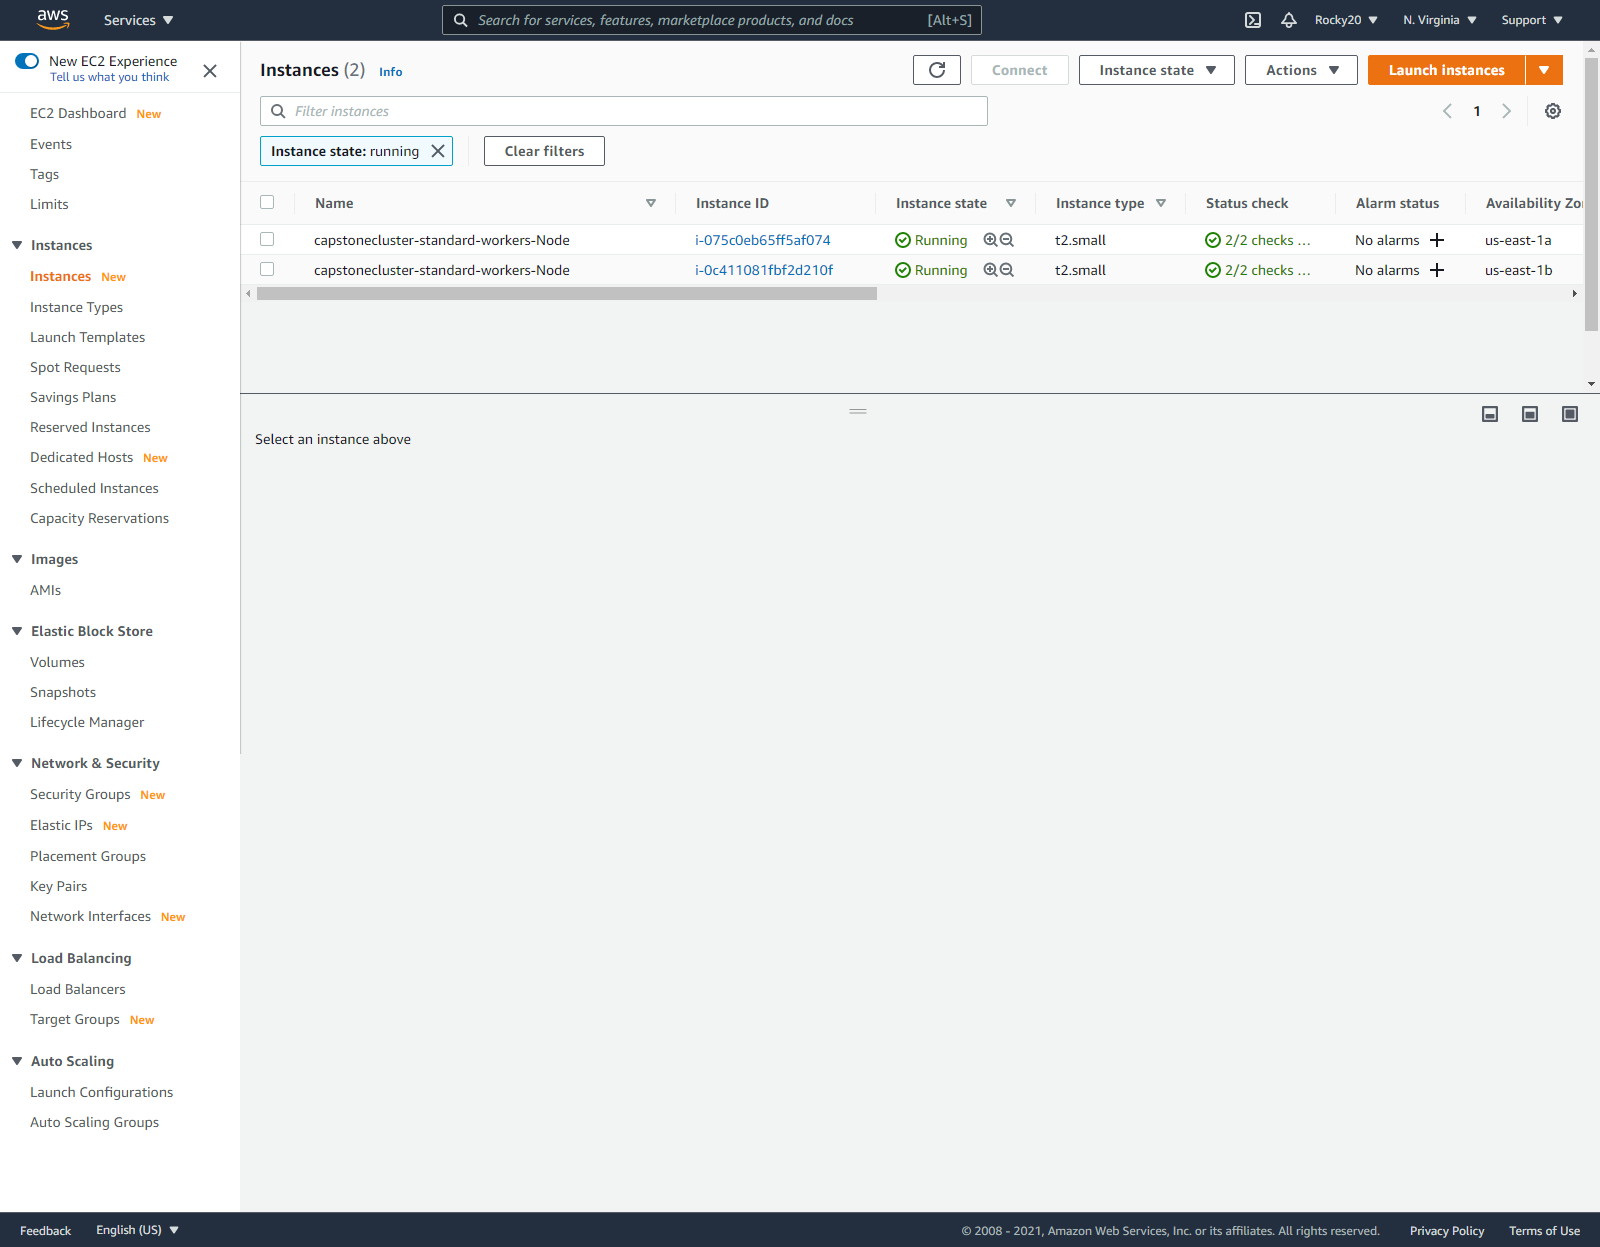 aws Services Search for services, features, marketplace products, and docs [Alt+S] Rocky20 N. Virginia Support
New EC2 Experience
Tell us what you think
EC2 Dashboard New
Events
Tags
Limits
Instances
Instances New
Instance Types
Launch Templates
Spot Requests
Savings Plans
Reserved Instances
Dedicated Hosts New
Scheduled Instances
Capacity Reservations
Images
AMIs
Elastic Block Store
Volumes
Snapshots
Lifecycle Manager
Network & Security
Security Groups New
Elastic IPs New
Placement Groups
Key Pairs
Network Interfaces New
Load Balancing
Load Balancers
Target Groups New
Auto Scaling
Launch Configurations
Auto Scaling Groups
Instances (2) Info Connect Instance state Actions Launch instances
Filter instances 1
Instance state: running Clear filters
Name Instance ID Instance state Instance type Status check Alarm status Availability Zo
capstonecluster-standard-workers-Node i-075c0eb65ff5af074 Running t2.small 2/2 checks ... No alarms us-east-1a
capstonecluster-standard-workers-Node i-0c411081fbf2d210f Running t2.small 2/2 checks ... No alarms us-east-1b
Select an instance above
Feedback English (US) © 2008 - 2021, Amazon Web Services, Inc. or its affiliates. All rights reserved. Privacy Policy Terms of Use